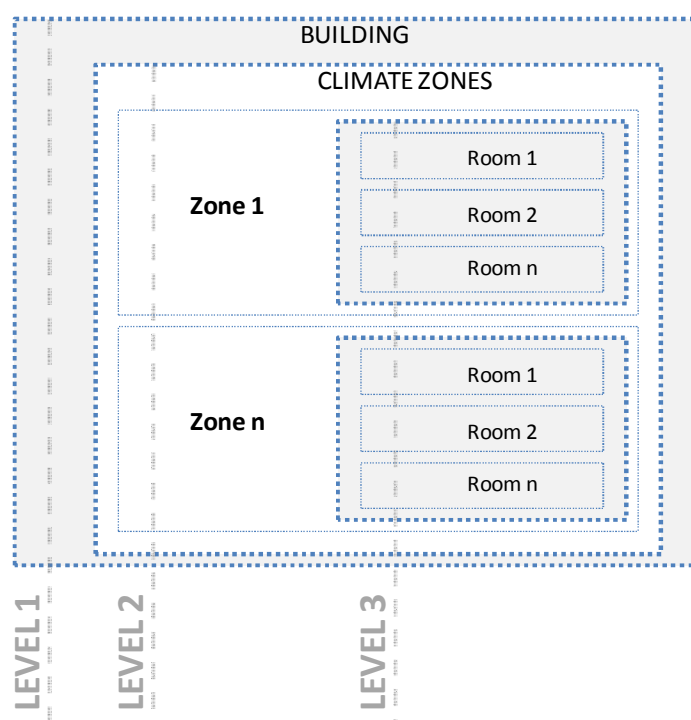 BUILDING
CLIMATE ZONES
Zone 1
Room 1
Room 2
Room n
Zone n
Room 1
Room 2
Room n
LEVEL 1
LEVEL 2
LEVEL 3